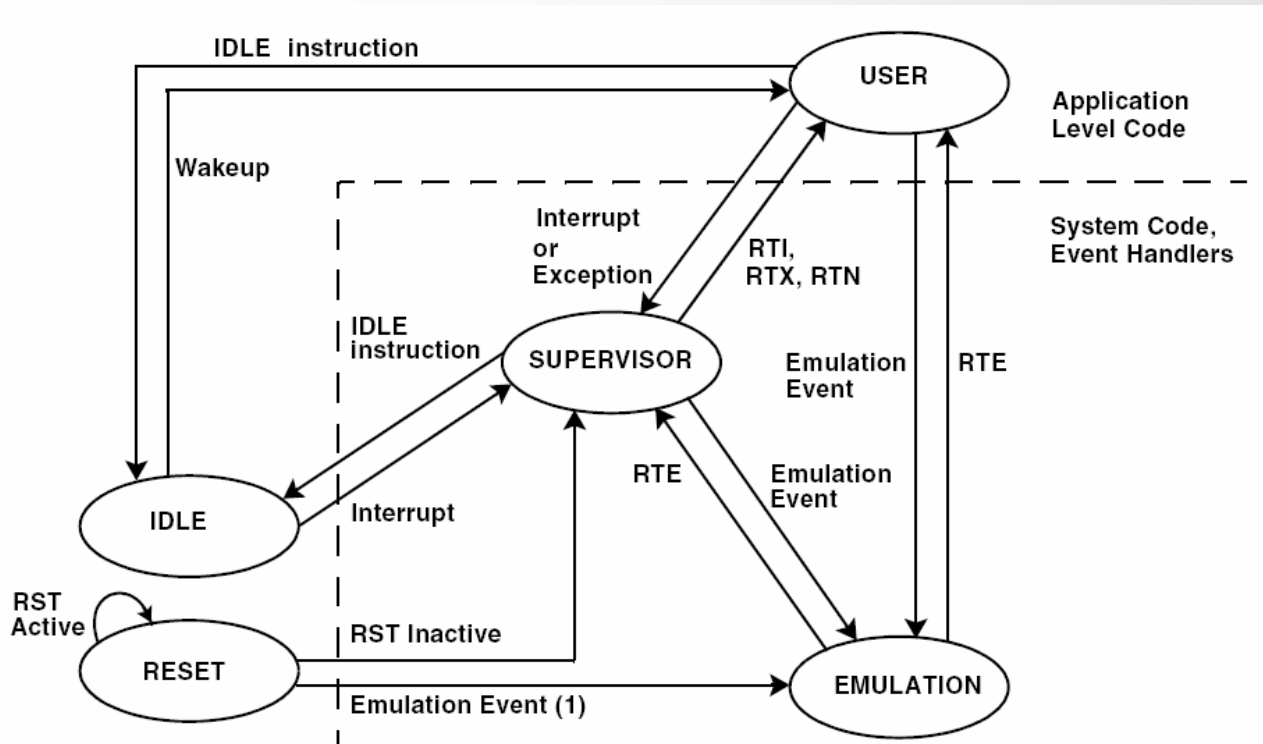 IDLE instruction
USER
Application
Level Code
Wakeup
System Code,
Event Handlers
Interrupt
or
Exception
RTI,
RTX, RTN
IDLE
instruction
SUPERVISOR
Emulation
Event
RTE
RTE
Emulation
Event
IDLE
Interrupt
RST
Active
RST Inactive
RESET
EMULATION
Emulation Event (1)